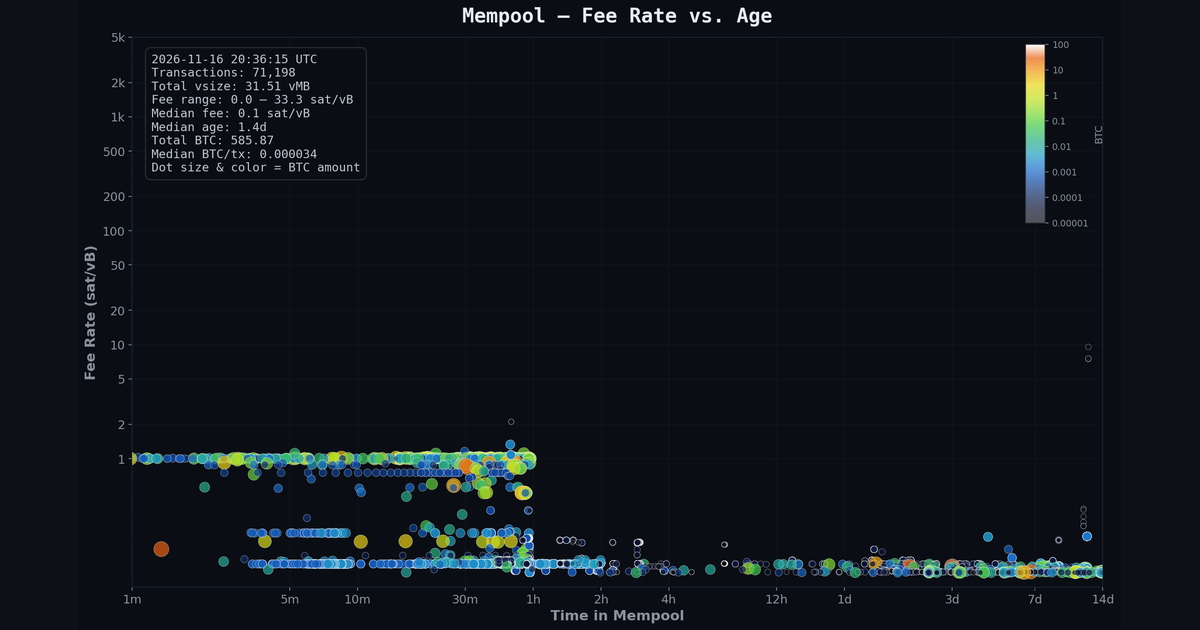 Mempool — Fee Rate vs. Age
2026-11-16 20:36:15 UTC
Transactions: 71,198
Total vsize: 31.51 vMB
Fee range: 0.0 – 33.3 sat/vB
Median fee: 0.1 sat/vB
Median age: 1.4d
Total BTC: 585.87
Median BTC/tx: 0.000034
Dot size & color = BTC amount
100
10
1
0.1
0.01
0.001
0.0001
0.00001
BTC
5k
2k
1k
500
200
100
50
20
10
5
2
1
Fee Rate (sat/vB)
1m 5m 10m 30m 1h 2h 4h 12h 1d 3d 7d 14d
Time in Mempool